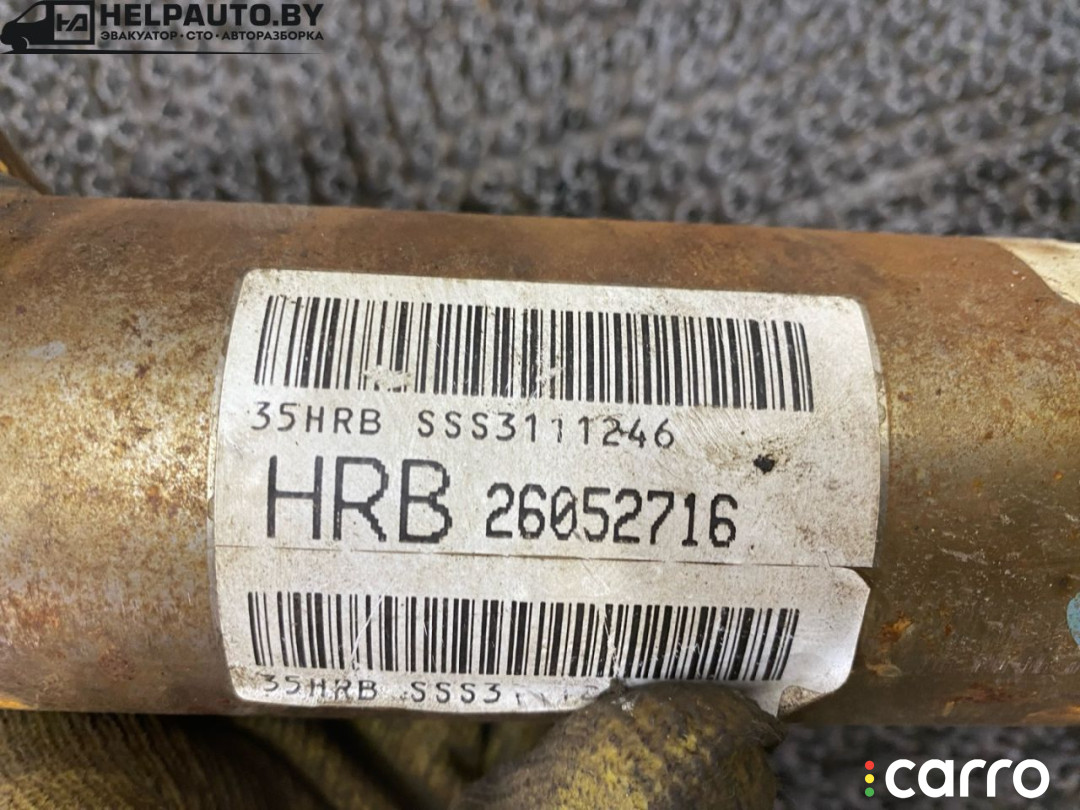 HELPAUTO.BY
ЭВАКУАТОР • СТО • АВТОРАЗБОРКА
35HRB SSS3111246
HRB 26052716
35HRB SSS3
carro